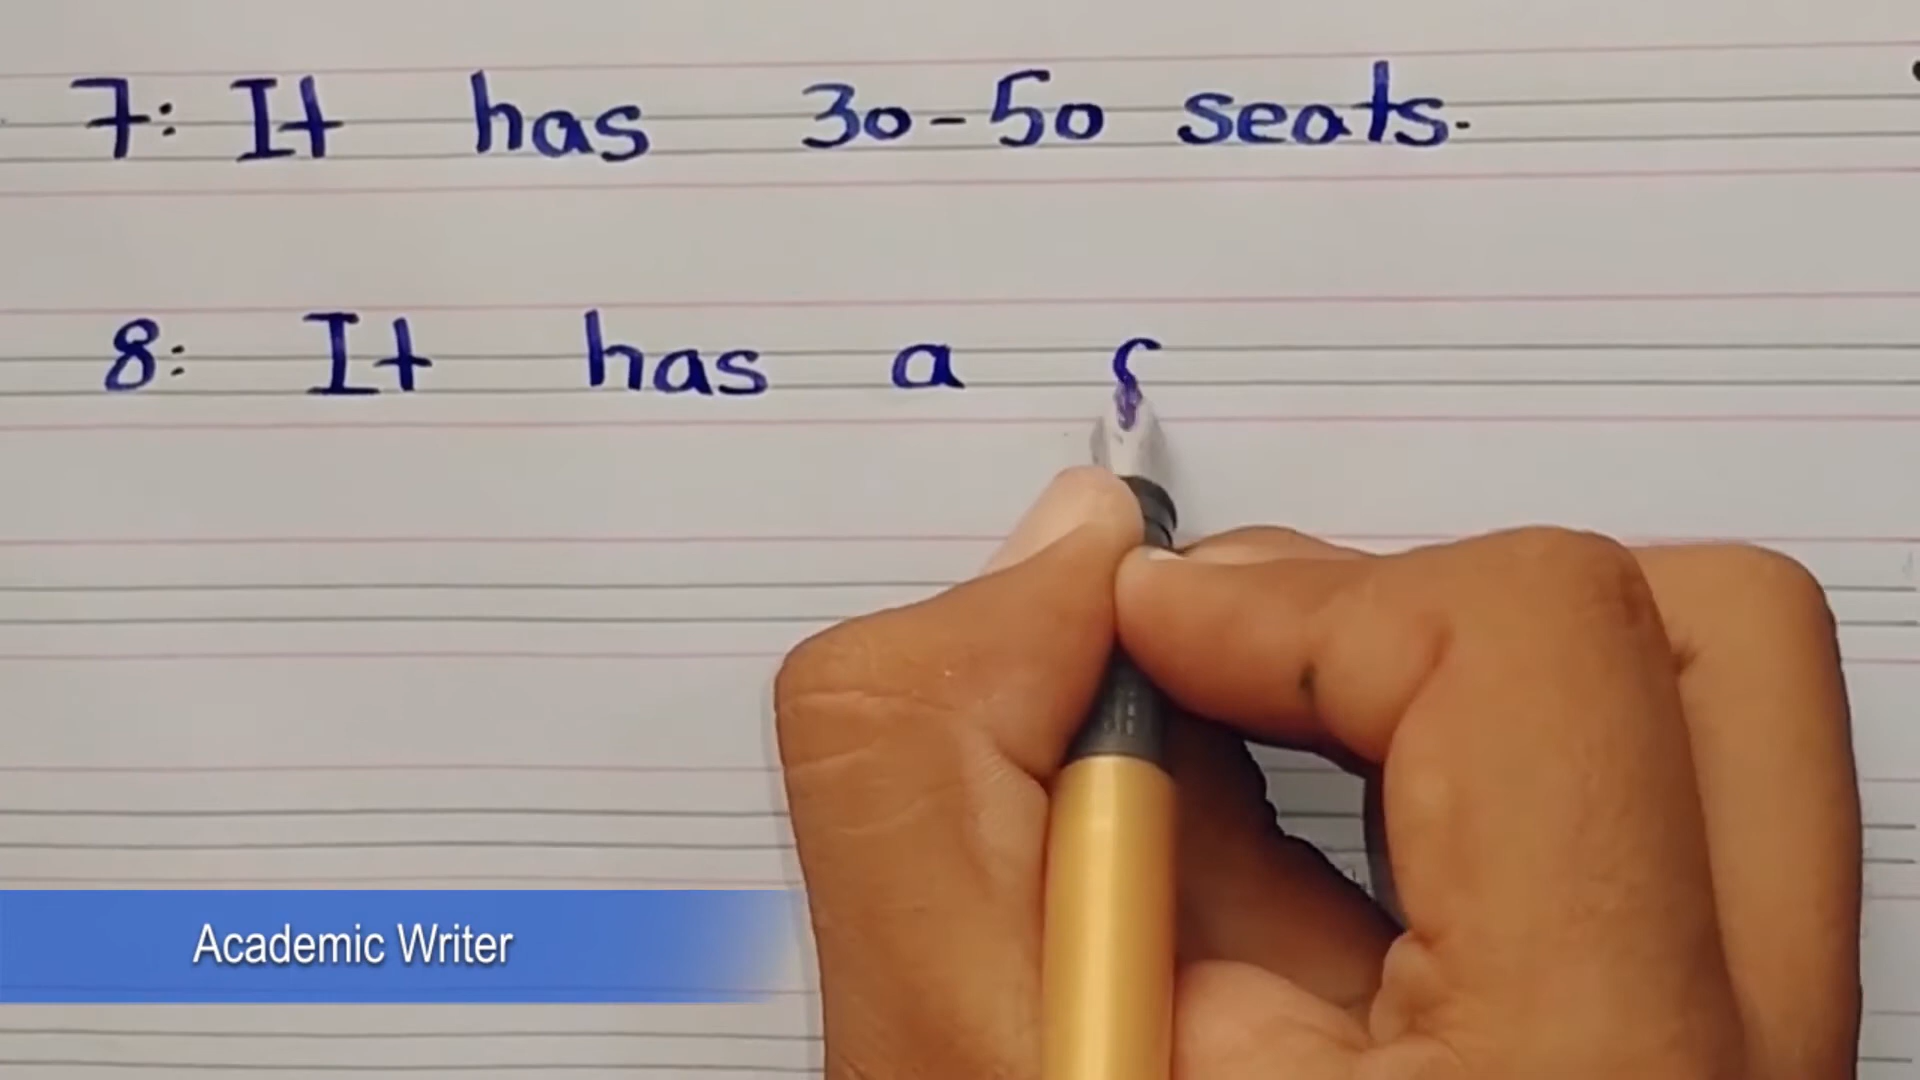 7: It has 30-50 seats.
8: It has a
Academic Writer